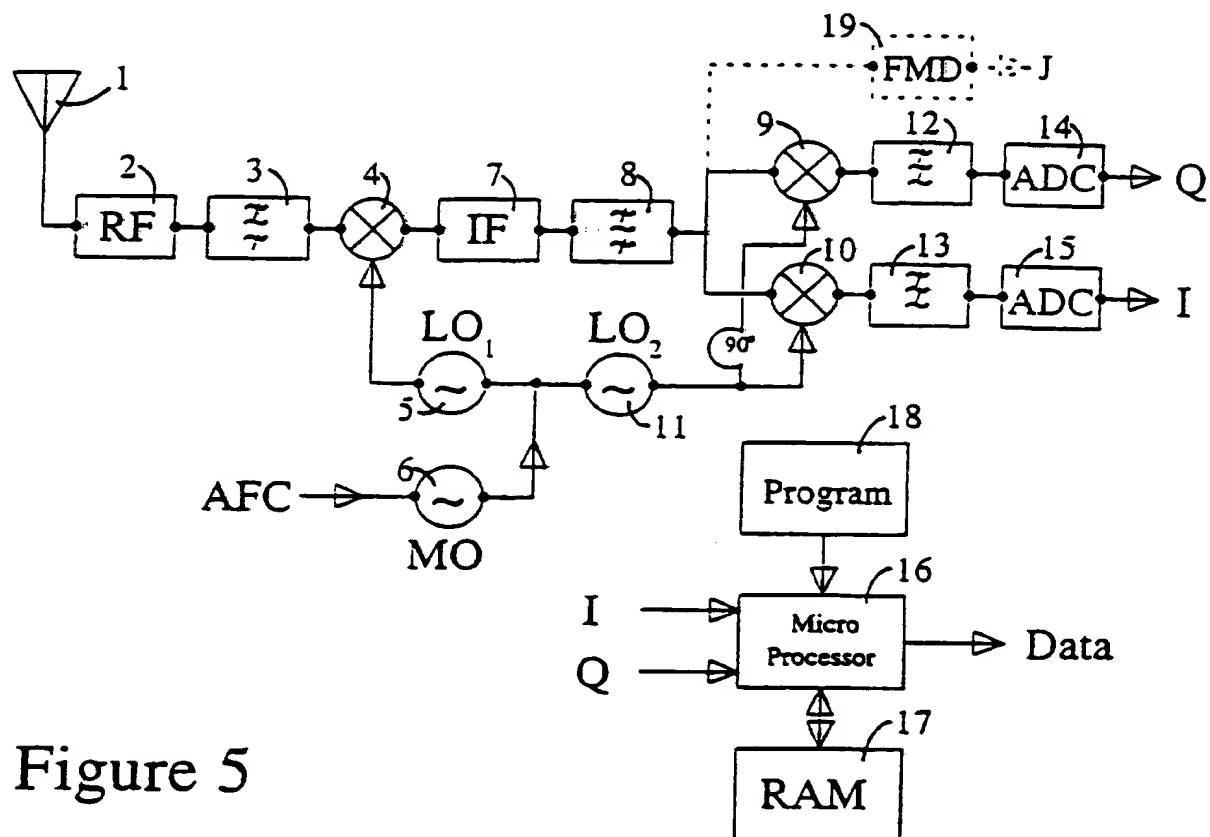 19
FMD
J
1
9
12
14
ADC
Q
2
RF
3
4
7
IF
8
10
13
15
ADC
I
90°
LO1
5
LO2
11
AFC
6
MO
18
Program
16
I
Q
Micro
Processor
Data
17
RAM
Figure 5